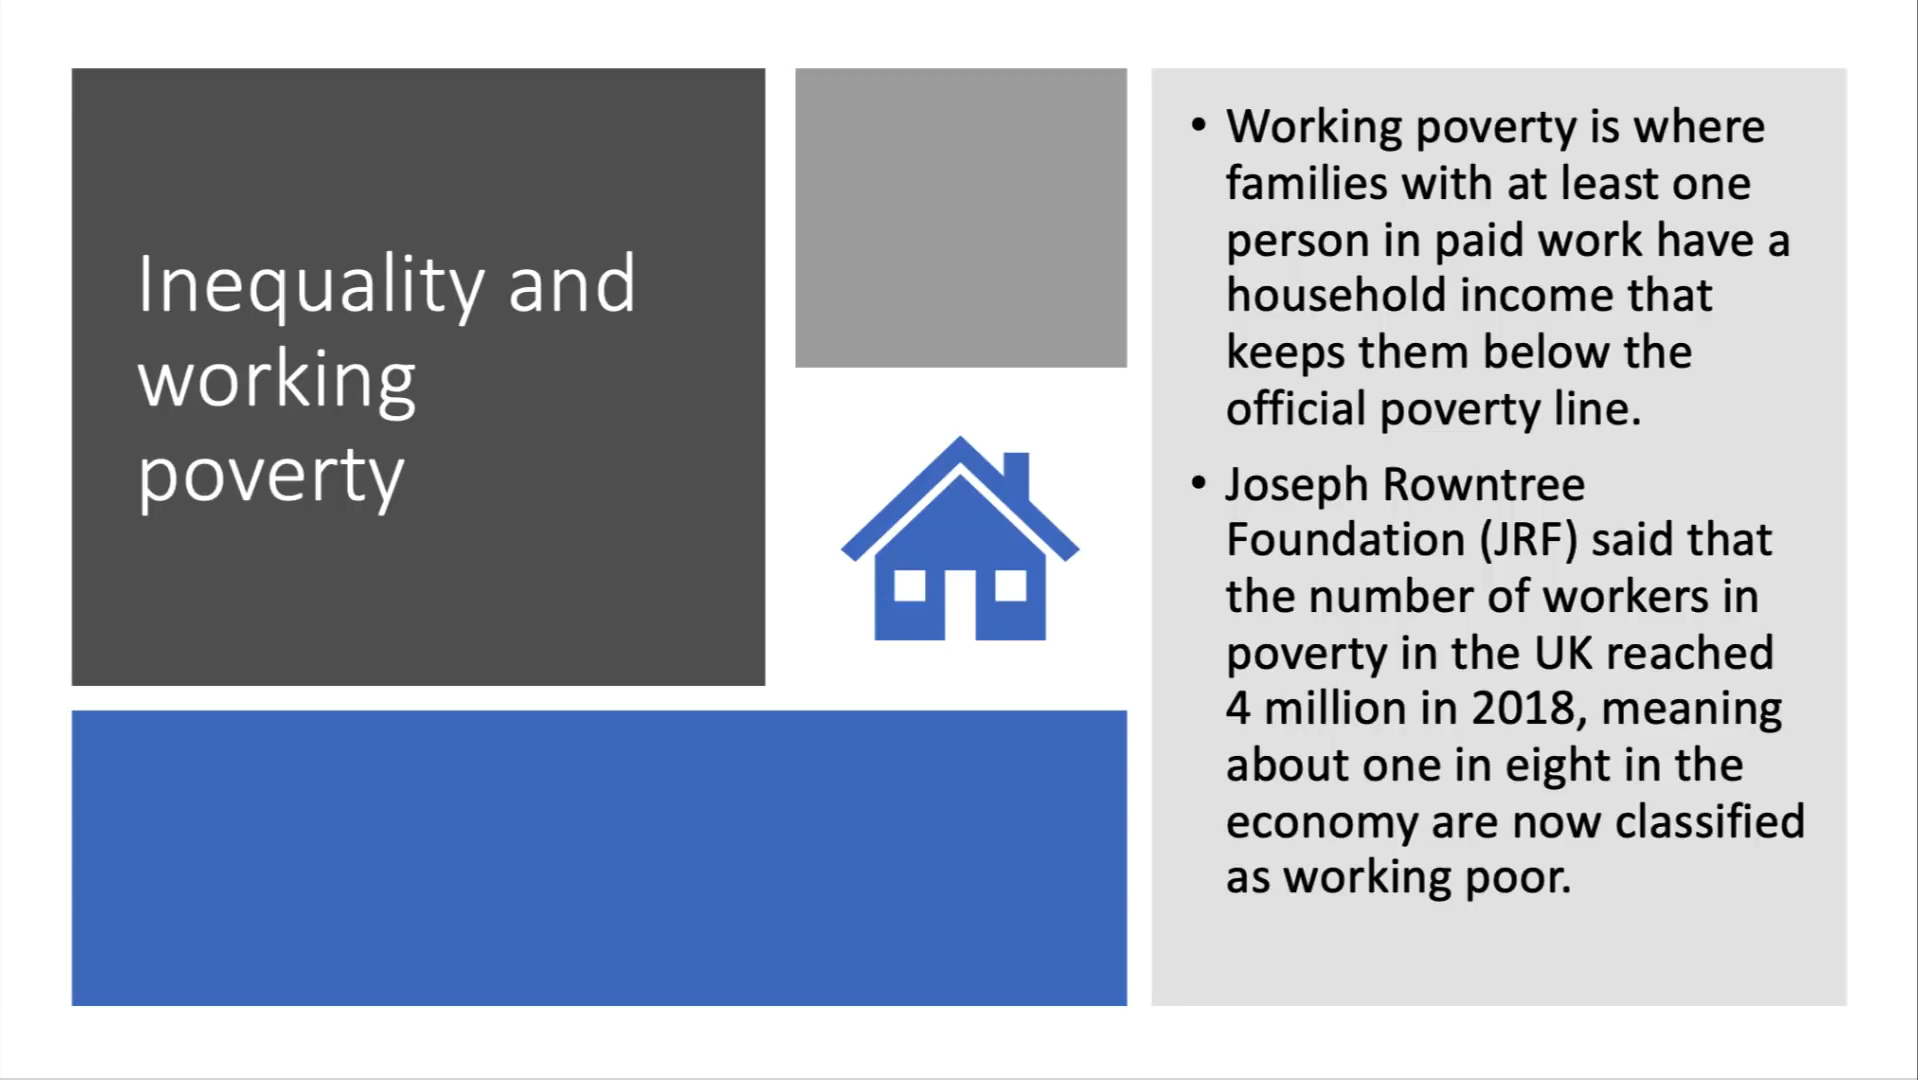 Inequality and
working
poverty
• Working poverty is where
families with at least one
person in paid work have a
household income that
keeps them below the
official poverty line.
• Joseph Rowntree
Foundation (JRF) said that
the number of workers in
poverty in the UK reached
4 million in 2018, meaning
about one in eight in the
economy are now classified
as working poor.